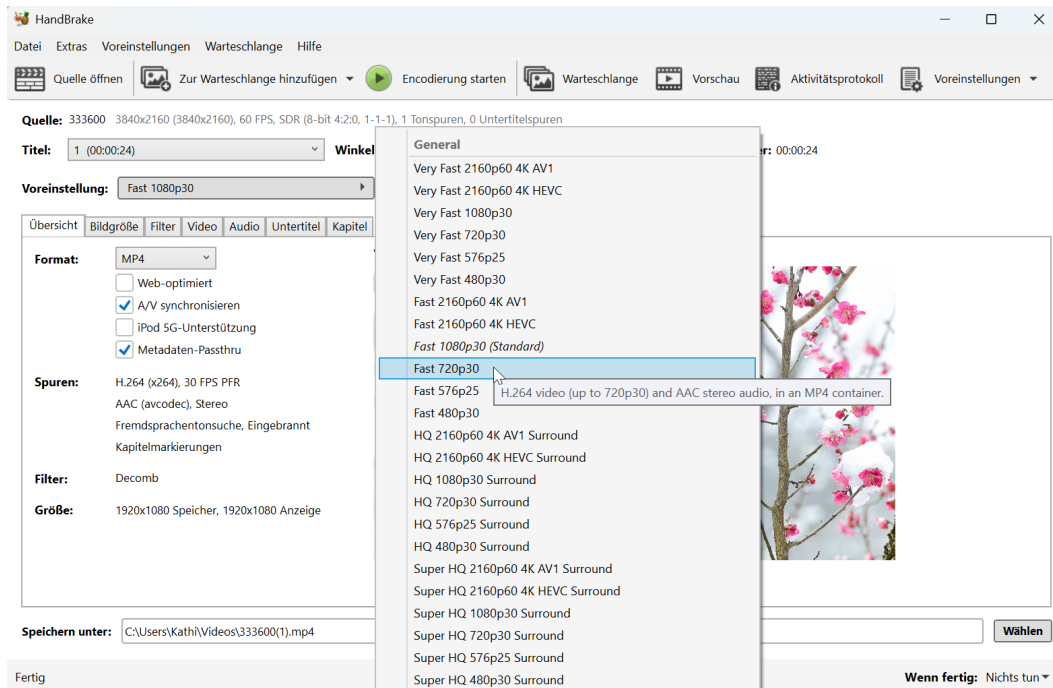 HandBrake
Datei Extras Voreinstellungen Warteschlange Hilfe
Quelle öffnen Zur Warteschlange hinzufügen Encodierung starten Warteschlange Vorschau Aktivitätsprotokoll Voreinstellungen
Quelle: 333600 3840x2160 (3840x2160), 60 FPS, SDR (8-bit 4:2:0, 1-1-1), 1 Tonspuren, 0 Untertitelspuren
Titel: 1 (00:00:24) Winkel 00:00:24
Voreinstellung: Fast 1080p30
Übersicht Bildgröße Filter Video Audio Untertitel Kapitel
Format: MP4
Web-optimiert
A/V synchronisieren
iPod 5G-Unterstützung
Metadaten-Passthru
Spuren: H.264 (x264), 30 FPS PFR
AAC (avcodec), Stereo
Fremdsprachentonsuche, Eingebrannt
Kapitelmarkierungen
Filter: Decomb
Größe: 1920x1080 Speicher, 1920x1080 Anzeige
General
Very Fast 2160p60 4K AV1
Very Fast 2160p60 4K HEVC
Very Fast 1080p30
Very Fast 720p30
Very Fast 576p25
Very Fast 480p30
Fast 2160p60 4K AV1
Fast 2160p60 4K HEVC
Fast 1080p30 (Standard)
Fast 720p30
Fast 576p25
H.264 video (up to 720p30) and AAC stereo audio, in an MP4 container.
Fast 480p30
HQ 2160p60 4K AV1 Surround
HQ 2160p60 4K HEVC Surround
HQ 1080p30 Surround
HQ 720p30 Surround
HQ 576p25 Surround
HQ 480p30 Surround
Super HQ 2160p60 4K AV1 Surround
Super HQ 2160p60 4K HEVC Surround
Super HQ 1080p30 Surround
Super HQ 720p30 Surround
Super HQ 576p25 Surround
Super HQ 480p30 Surround
Speichern unter: C:\Users\Kathi\Videos\333600(1).mp4 Wählen
Fertig Wenn fertig: Nichts tun